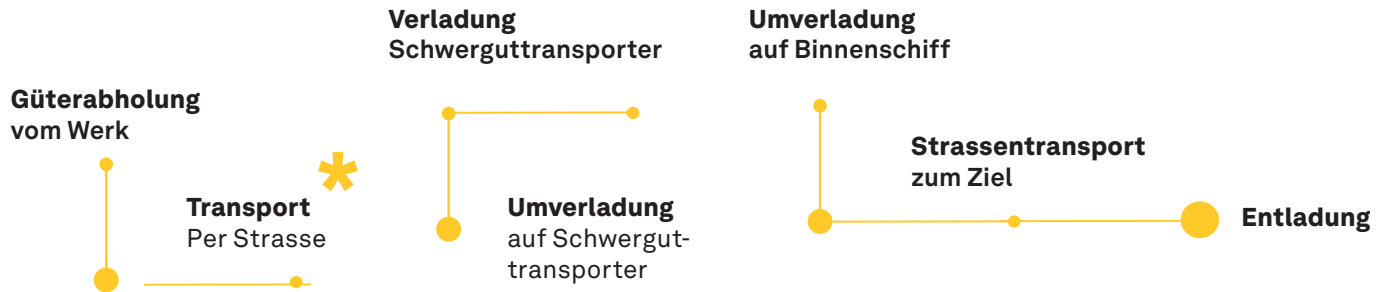 Güterabholung
vom Werk
Transport
Per Strasse
*
Verladung
Schwerguttransporter
Umverladung
auf Schwergut-
transporter
Umverladung
auf Binnenschiff
Strassentransport
zum Ziel
Entladung